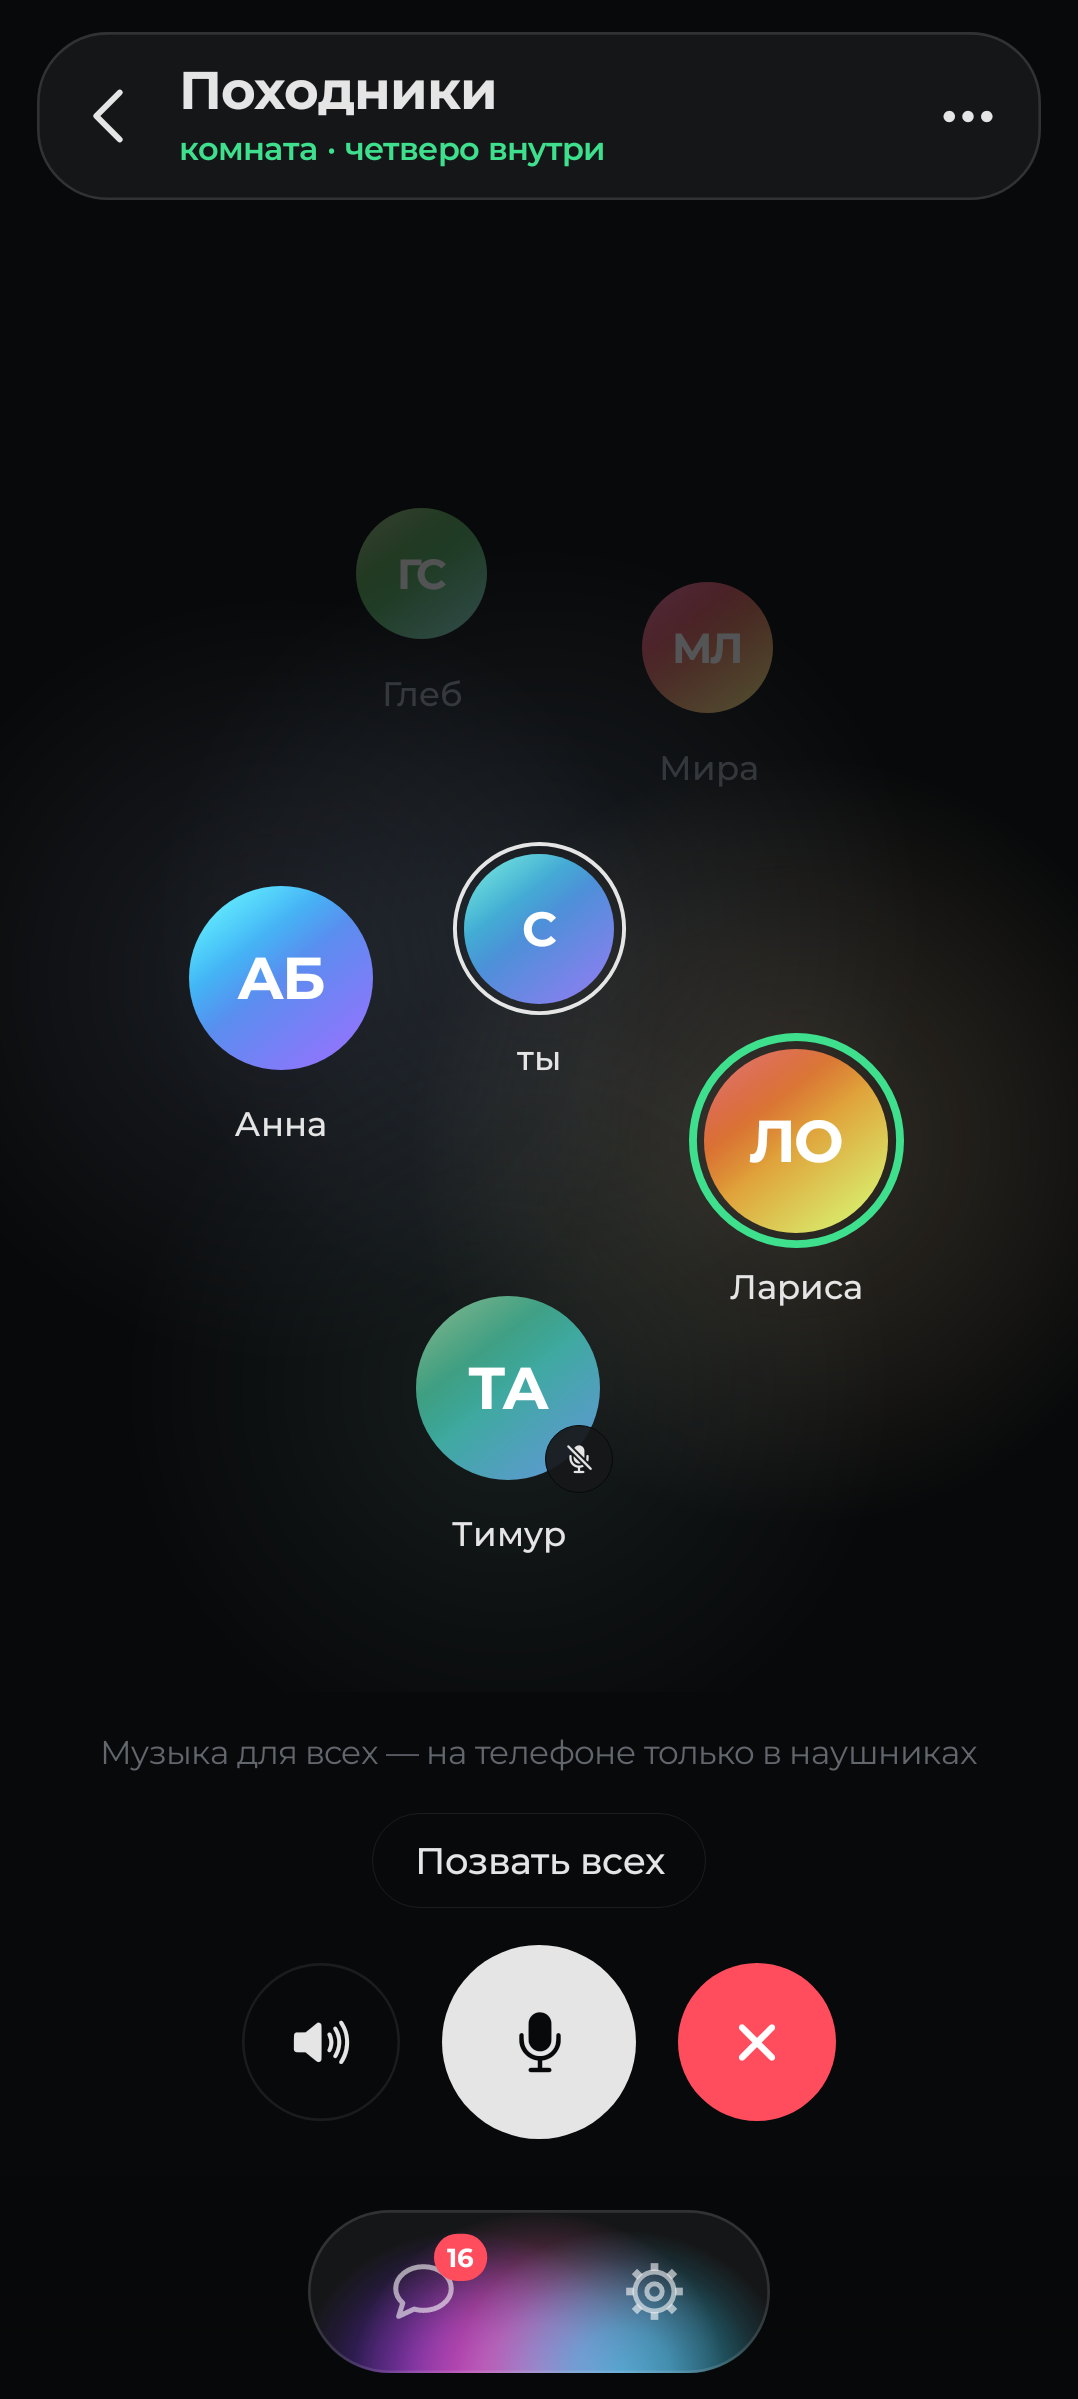 Походники
комната · четверо внутри
ГС
Глеб
МЛ
Мира
АБ
Анна
С
ты
ЛО
Лариса
ТА
Тимур
Музыка для всех — на телефоне только в наушниках
Позвать всех
16